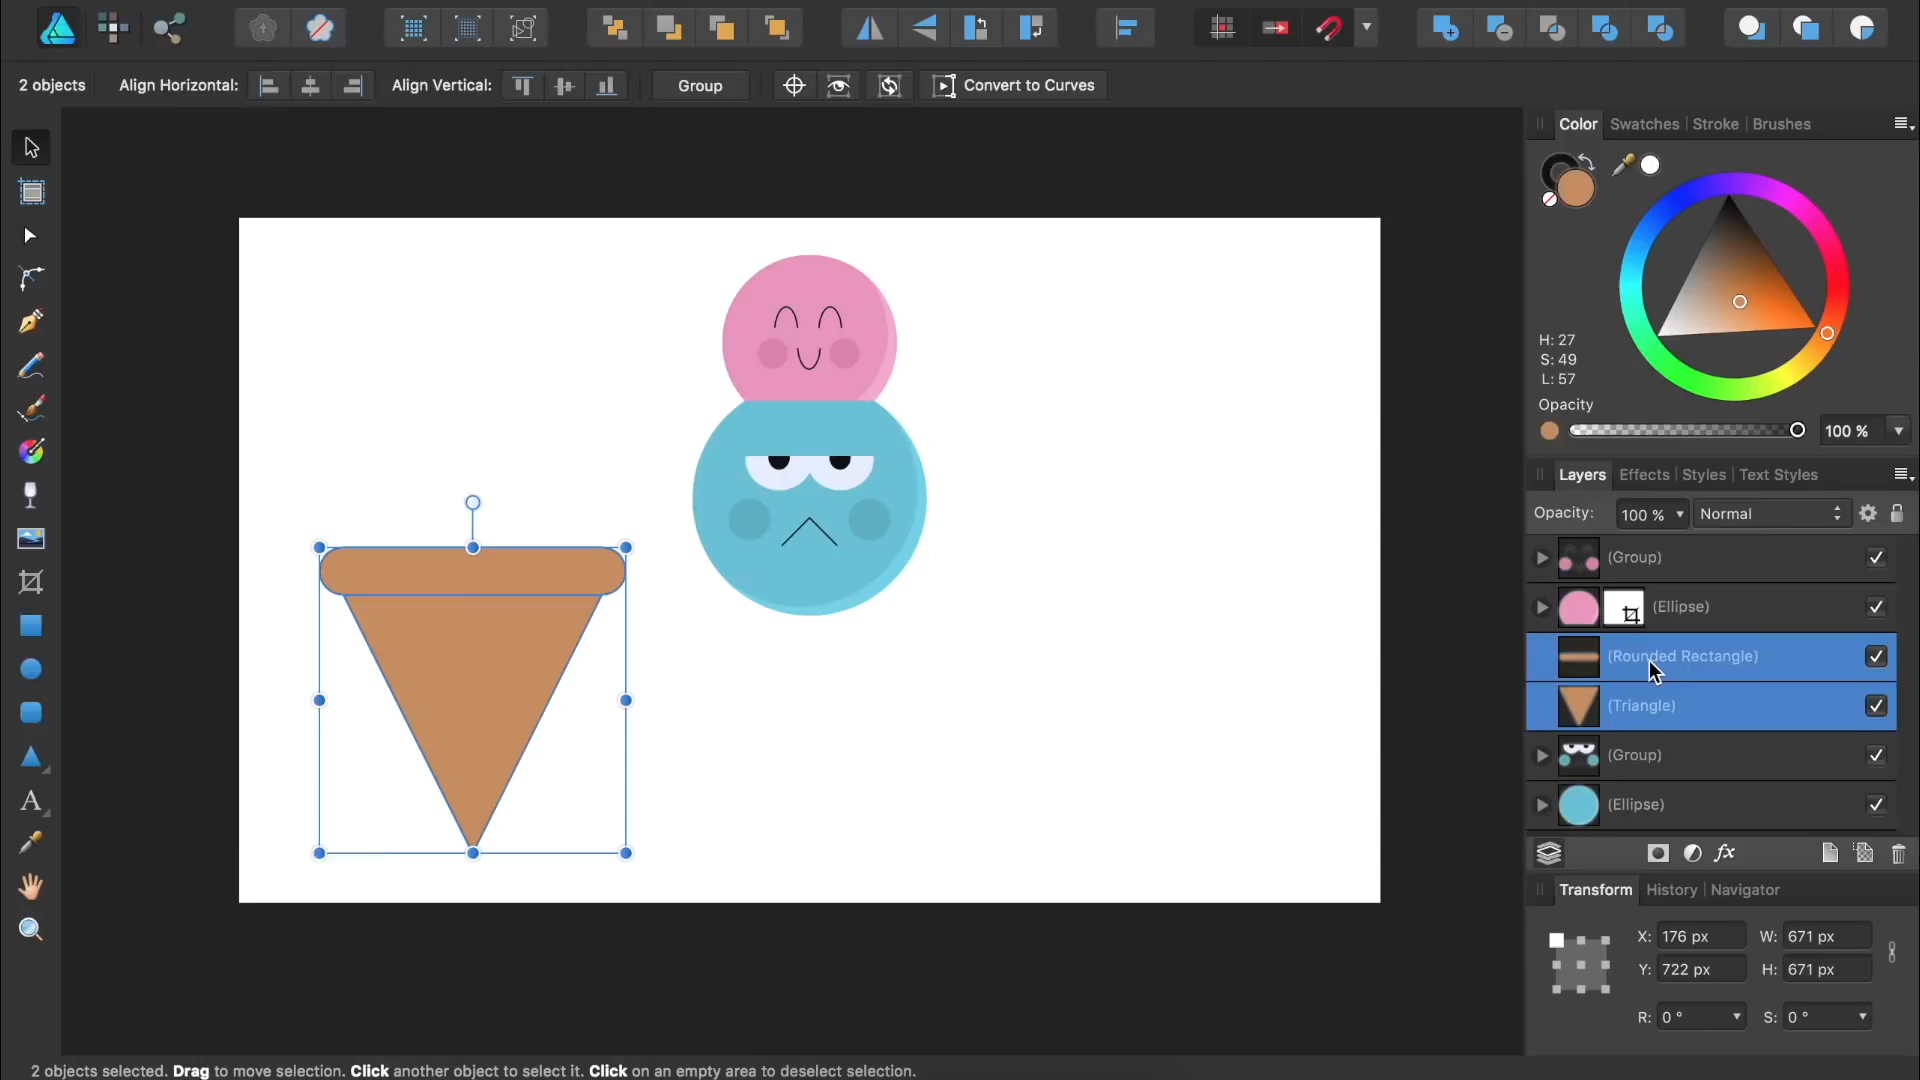 2 objects Align Horizontal: Align Vertical: Group Convert to Curves
Color Swatches Stroke Brushes
H: 27
S: 49
L: 57
Opacity
100 %
Layers Effects Styles Text Styles
Opacity: 100 % Normal
(Group)
(Ellipse)
(Rounded Rectangle)
(Triangle)
(Group)
(Ellipse)
fx
Transform History Navigator
X: 176 px W: 671 px
Y: 722 px H: 671 px
R: 0 ° S: 0 °
A
2 objects selected. Drag to move selection. Click another object to select it. Click on an empty area to deselect selection.